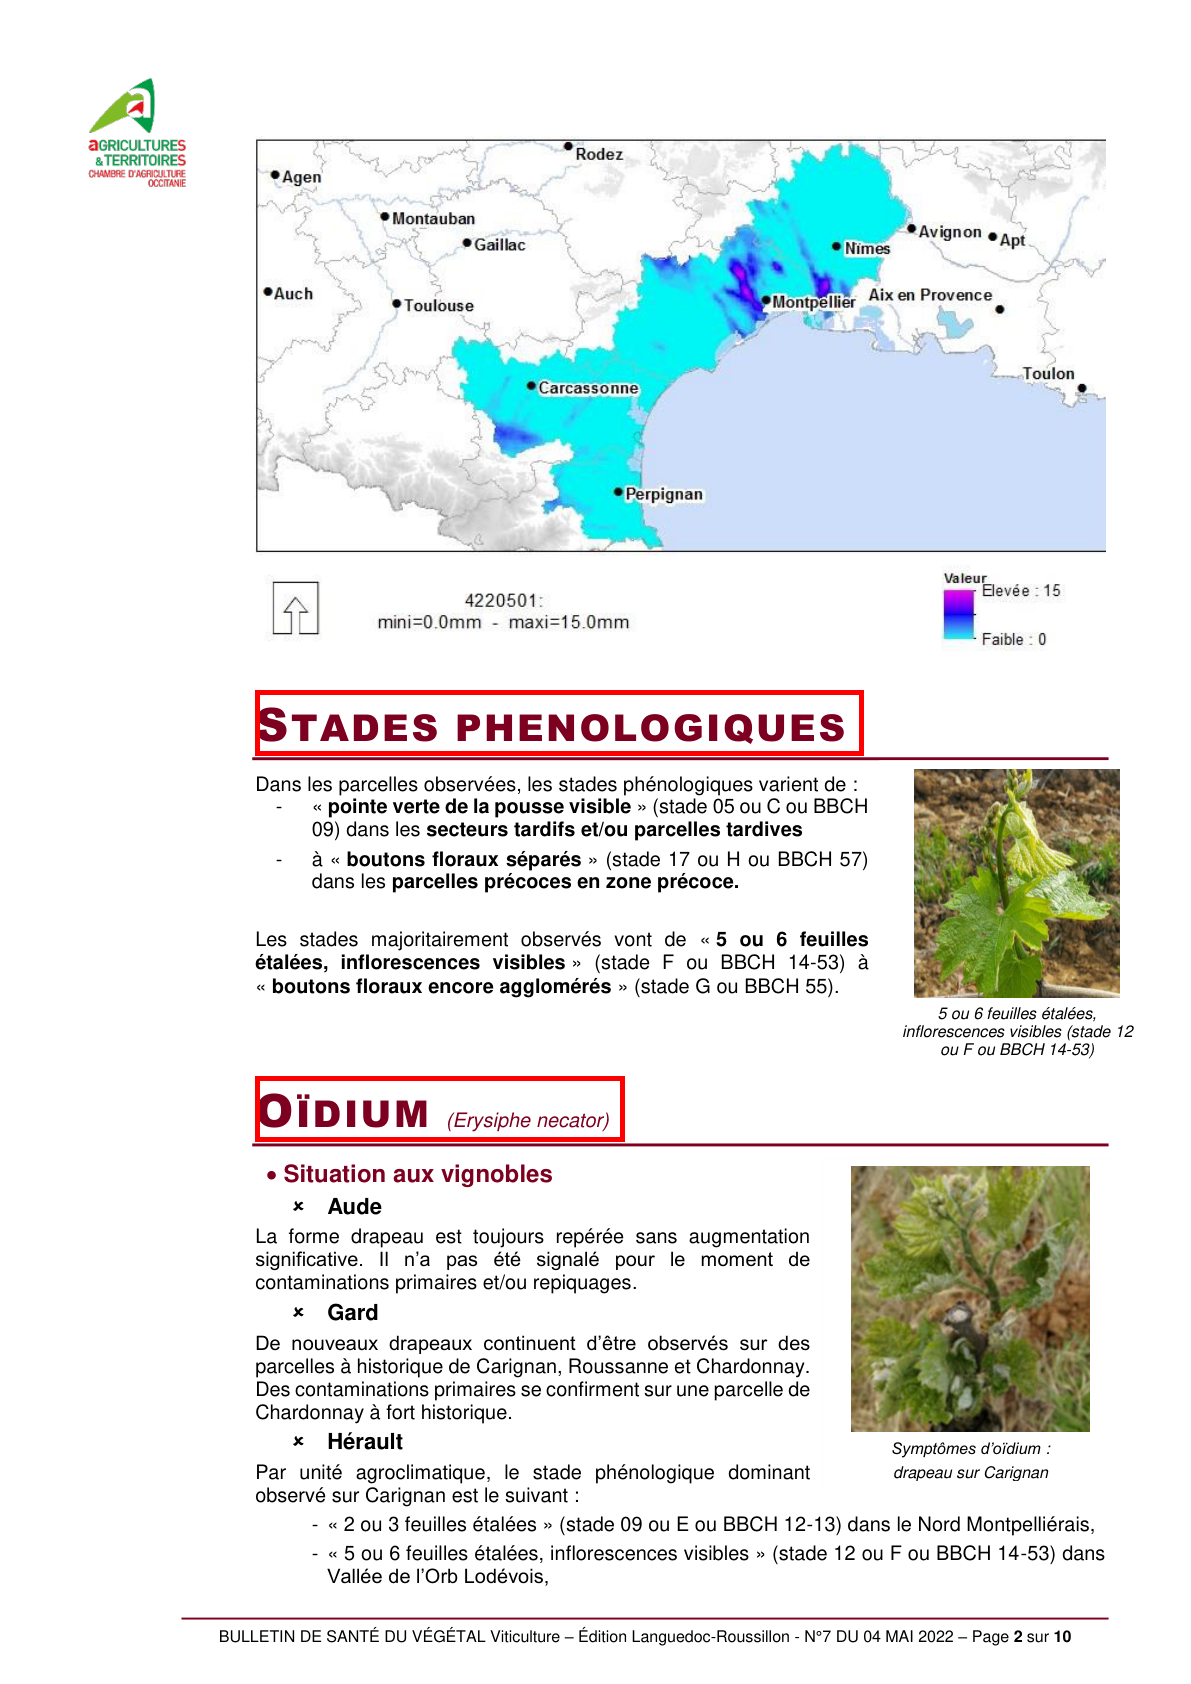 aGRICULTURES
& TERRITOIRES
CHAMBRE D'AGRICULTURE
OCCITANIE
Rodez
Agen
Montauban
Gaillac
Avignon
Apt
Nîmes
Auch
Toulouse
Montpellier
Aix en Provence
Toulon
Carcassonne
Perpignan
4220501:
mini=0.0mm - maxi=15.0mm
Valeur
Elevée : 15
Faible : 0
STADES PHENOLOGIQUES
Dans les parcelles observées, les stades phénologiques varient de :
- « pointe verte de la pousse visible » (stade 05 ou C ou BBCH
09) dans les secteurs tardifs et/ou parcelles tardives
- à « boutons floraux séparés » (stade 17 ou H ou BBCH 57)
dans les parcelles précoces en zone précoce.
Les stades majoritairement observés vont de « 5 ou 6 feuilles
étalées, inflorescences visibles » (stade F ou BBCH 14-53) à
« boutons floraux encore agglomérés » (stade G ou BBCH 55).
5 ou 6 feuilles étalées,
inflorescences visibles (stade 12
ou F ou BBCH 14-53)
OÏDIUM (Erysiphe necator)
• Situation aux vignobles
× Aude
La forme drapeau est toujours repérée sans augmentation
significative. Il n'a pas été signalé pour le moment de
contaminations primaires et/ou repiquages.
× Gard
De nouveaux drapeaux continuent d'être observés sur des
parcelles à historique de Carignan, Roussanne et Chardonnay.
Des contaminations primaires se confirment sur une parcelle de
Chardonnay à fort historique.
× Hérault
Par unité agroclimatique, le stade phénologique dominant
observé sur Carignan est le suivant :
Symptômes d'oïdium :
drapeau sur Carignan
- « 2 ou 3 feuilles étalées » (stade 09 ou E ou BBCH 12-13) dans le Nord Montpelliérais,
- « 5 ou 6 feuilles étalées, inflorescences visibles » (stade 12 ou F ou BBCH 14-53) dans
Vallée de l'Orb Lodévois,
BULLETIN DE SANTÉ DU VÉGÉTAL Viticulture – Édition Languedoc-Roussillon - N°7 DU 04 MAI 2022 – Page 2 sur 10